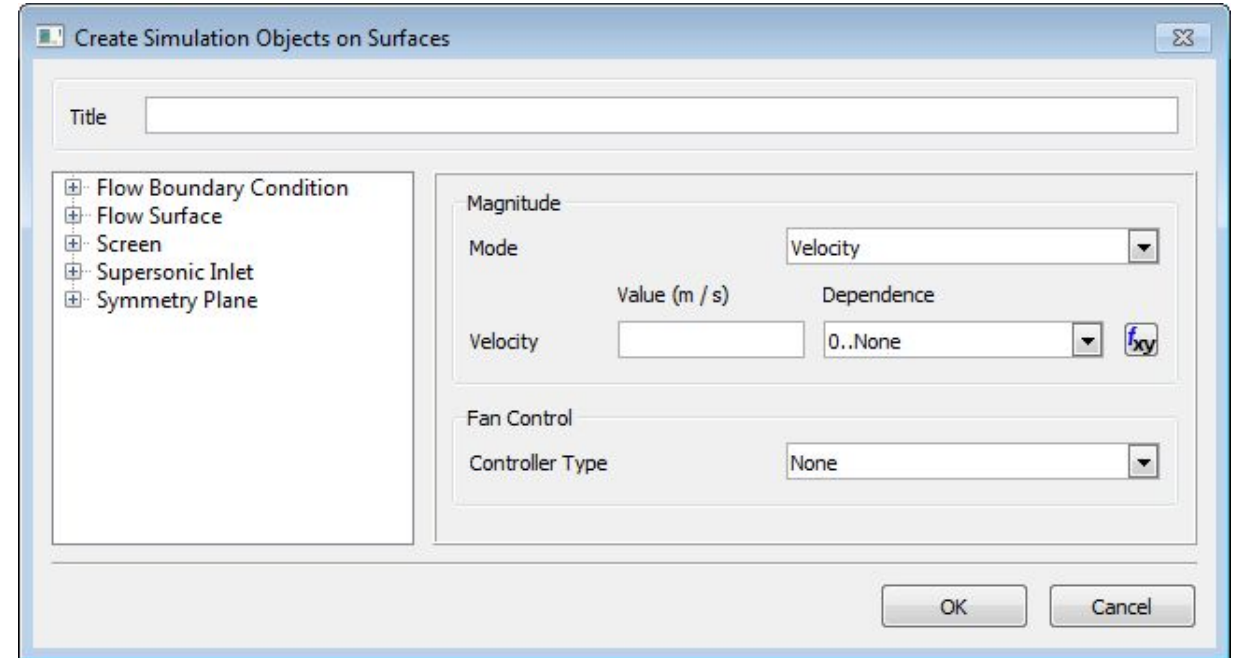 Create Simulation Objects on Surfaces
Title
Flow Boundary Condition
Flow Surface
Screen
Supersonic Inlet
Symmetry Plane
Magnitude
Mode Velocity
Value (m / s) Dependence
Velocity 0..None fxy
Fan Control
Controller Type None
OK Cancel